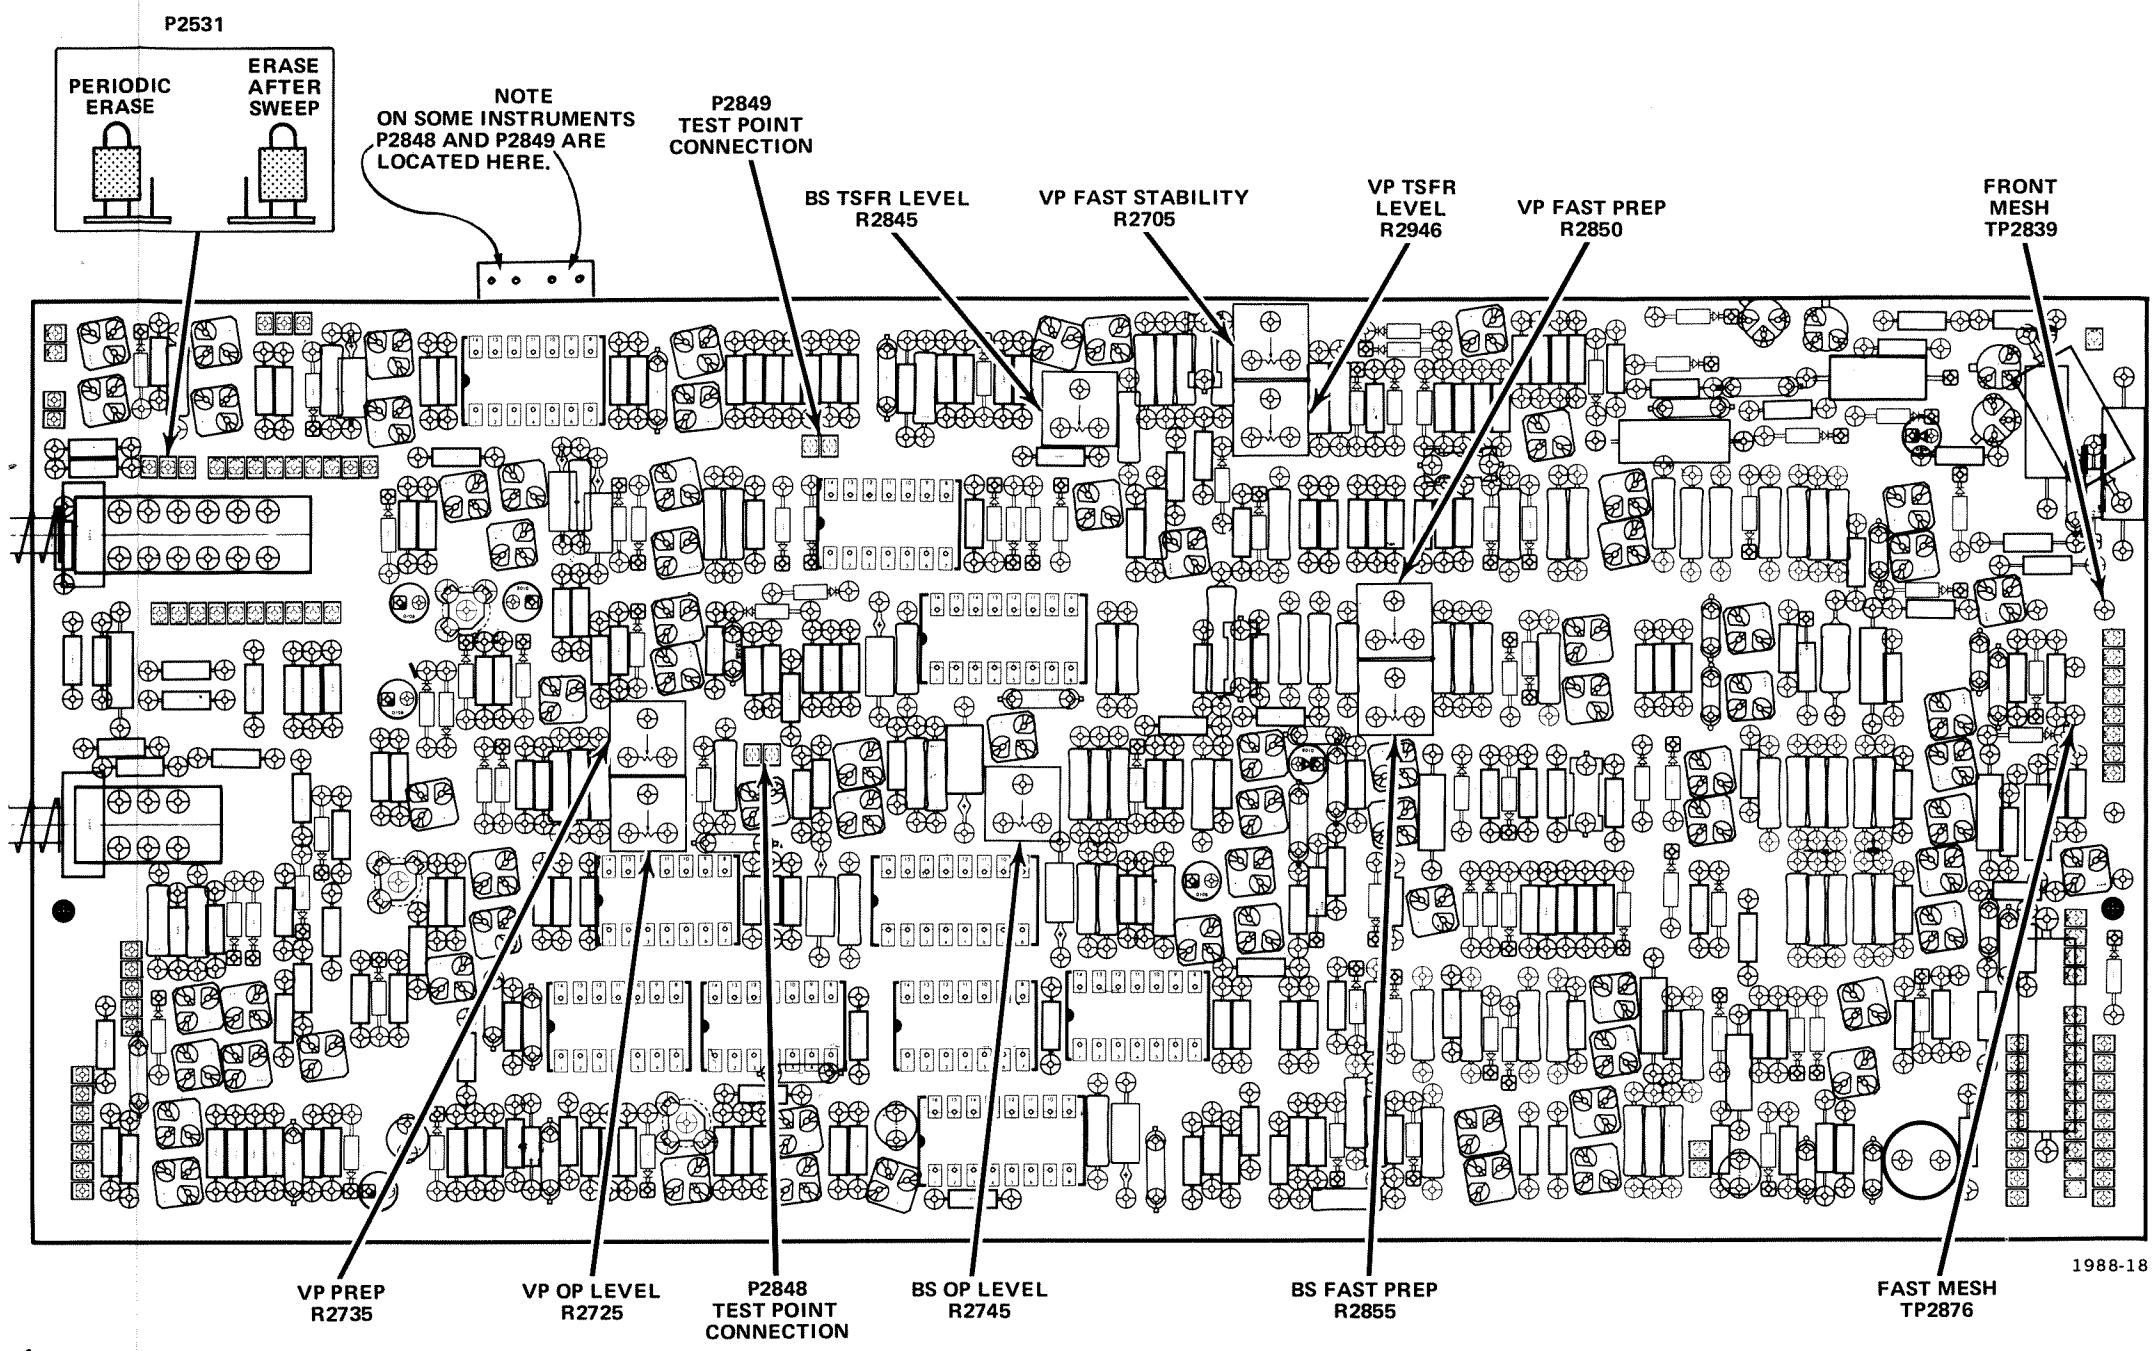 P2531
PERIODIC
ERASE
ERASE
AFTER
SWEEP
NOTE
ON SOME INSTRUMENTS
P2848 AND P2849 ARE
LOCATED HERE.
P2849
TEST POINT
CONNECTION
BS TSFR LEVEL
R2845
VP FAST STABILITY
R2705
VP TSFR
LEVEL
R2946
VP FAST PREP
R2850
FRONT
MESH
TP2839
VP PREP
R2735
VP OP LEVEL
R2725
P2848
TEST POINT
CONNECTION
BS OP LEVEL
R2745
BS FAST PREP
R2855
FAST MESH
TP2876
1988-18